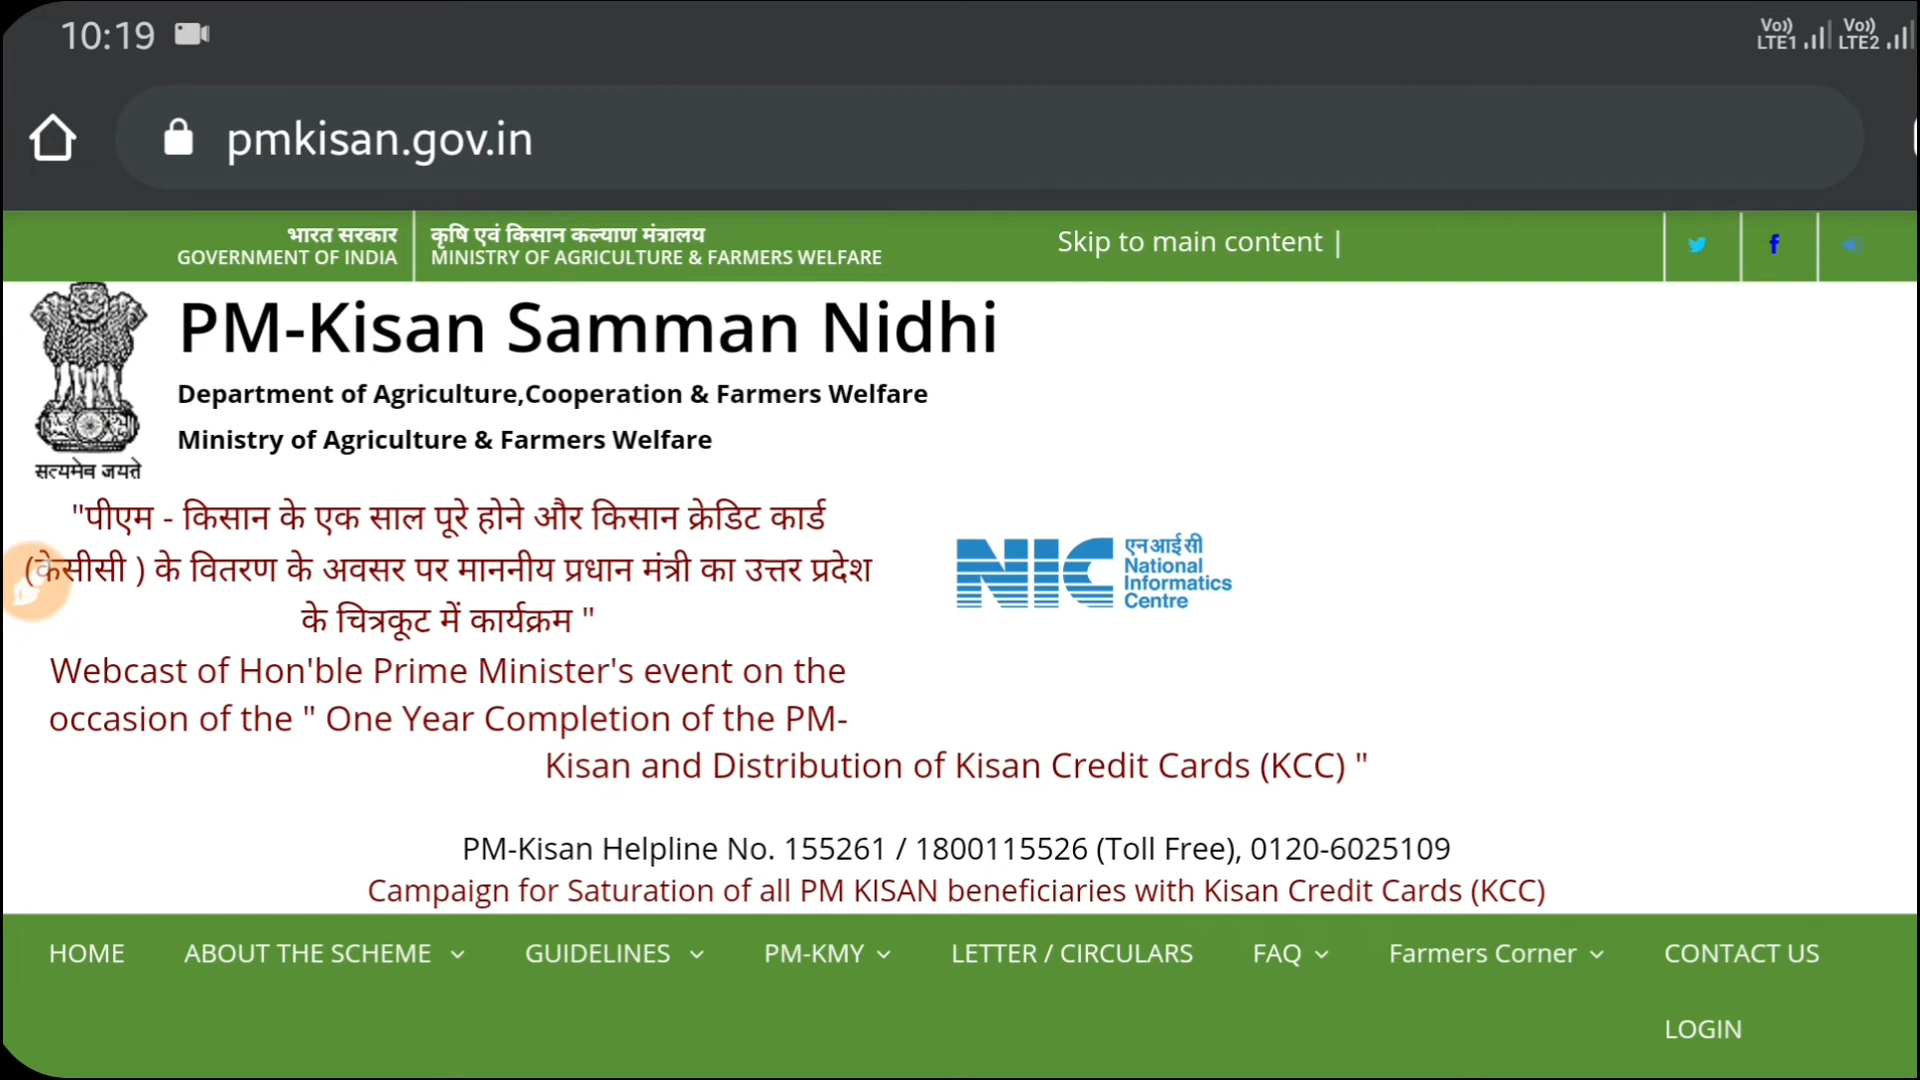 10:19
Vo)) LTE1 Vo)) LTE2
pmkisan.gov.in
भारत सरकार
GOVERNMENT OF INDIA
कृषि एवं किसान कल्याण मंत्रालय
MINISTRY OF AGRICULTURE & FARMERS WELFARE
Skip to main content |
PM-Kisan Samman Nidhi
Department of Agriculture,Cooperation & Farmers Welfare
Ministry of Agriculture & Farmers Welfare
सत्यमेव जयते
"पीएम - किसान के एक साल पूरे होने और किसान क्रेडिट कार्ड
(केसीसी ) के वितरण के अवसर पर माननीय प्रधान मंत्री का उत्तर प्रदेश
के चित्रकूट में कार्यक्रम "
NIC
एनआईसी
National
Informatics
Centre
Webcast of Hon'ble Prime Minister's event on the
occasion of the " One Year Completion of the PM-
Kisan and Distribution of Kisan Credit Cards (KCC) "
PM-Kisan Helpline No. 155261 / 1800115526 (Toll Free), 0120-6025109
Campaign for Saturation of all PM KISAN beneficiaries with Kisan Credit Cards (KCC)
HOME ABOUT THE SCHEME GUIDELINES PM-KMY LETTER / CIRCULARS FAQ Farmers Corner CONTACT US
LOGIN